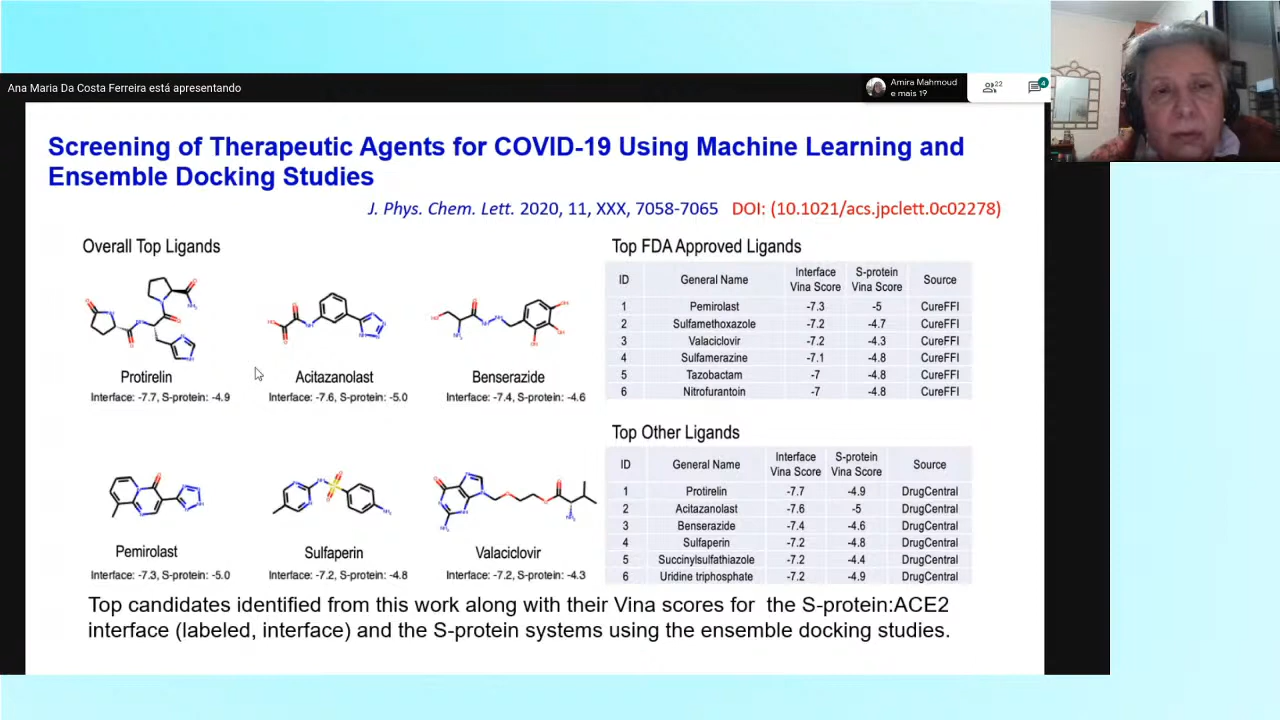 Ana Maria Da Costa Ferreira está apresentando
Amira Mahmoud
e mais 19
22
4
Screening of Therapeutic Agents for COVID-19 Using Machine Learning and
Ensemble Docking Studies
J. Phys. Chem. Lett. 2020, 11, XXX, 7058-7065 DOI: (10.1021/acs.jpclett.0c02278)
Overall Top Ligands
Protirelin
Interface: -7.7, S-protein: -4.9
Acitazanolast
Interface: -7.6, S-protein: -5.0
Benserazide
Interface: -7.4, S-protein: -4.6
Pemirolast
Interface: -7.3, S-protein: -5.0
Sulfaperin
Interface: -7.2, S-protein: -4.8
Valaciclovir
Interface: -7.2, S-protein: -4.3
Top FDA Approved Ligands
ID General Name Interface Vina Score S-protein Vina Score Source
1 Pemirolast -7.3 -5 CureFFI
2 Sulfamethoxazole -7.2 -4.7 CureFFI
3 Valaciclovir -7.2 -4.3 CureFFI
4 Sulfamerazine -7.1 -4.8 CureFFI
5 Tazobactam -7 -4.8 CureFFI
6 Nitrofurantoin -7 -4.8 CureFFI
Top Other Ligands
ID General Name Interface Vina Score S-protein Vina Score Source
1 Protirelin -7.7 -4.9 DrugCentral
2 Acitazanolast -7.6 -5 DrugCentral
3 Benserazide -7.4 -4.6 DrugCentral
4 Sulfaperin -7.2 -4.8 DrugCentral
5 Succinylsulfathiazole -7.2 -4.4 DrugCentral
6 Uridine triphosphate -7.2 -4.9 DrugCentral
Top candidates identified from this work along with their Vina scores for the S-protein:ACE2
interface (labeled, interface) and the S-protein systems using the ensemble docking studies.